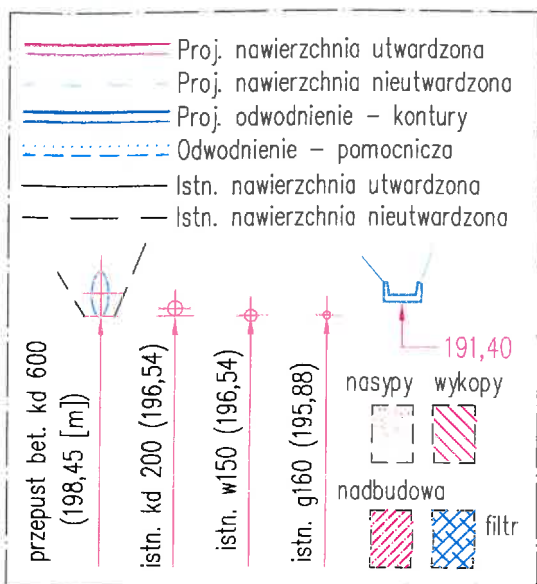 Proj. nawierzchnia utwardzona
Proj. nawierzchnia nieutwardzona
Proj. odwodnienie – kontury
Odwodnienie – pomocnicza
Istn. nawierzchnia utwardzona
Istn. nawierzchnia nieutwardzona
przepust bet. kd 600
(198,45 [m])
istn. kd 200 (196,54)
istn. w150 (196,54)
istn. g160 (195,88)
191,40
nasypy wykopy
nadbudowa
filtr